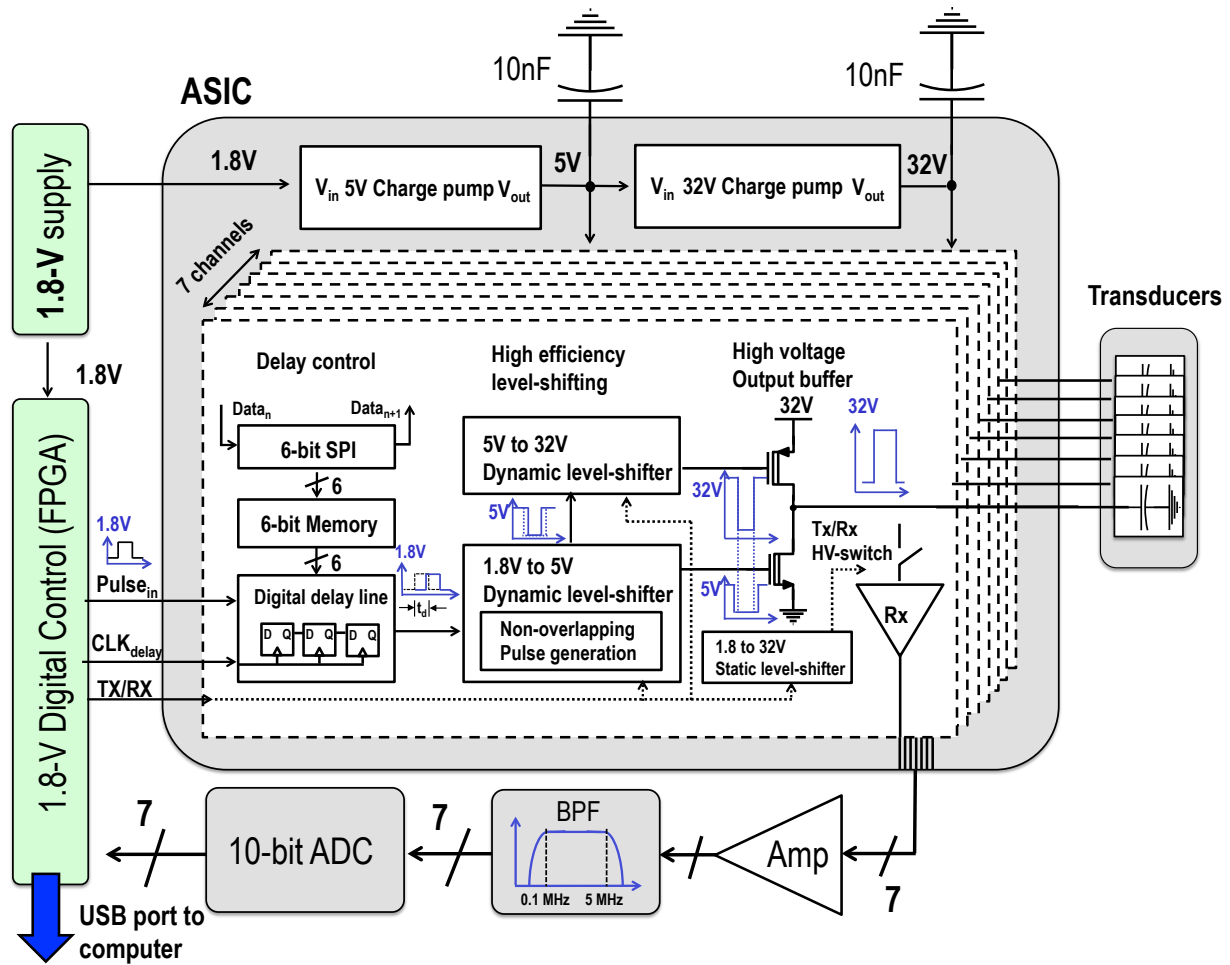 10nF
10nF
ASIC
1.8-V supply
1.8V
5V
32V
Vin 5V Charge pump Vout
Vin 32V Charge pump Vout
7 channels
Transducers
1.8V
Delay control
High efficiency
level-shifting
High voltage
Output buffer
32V
32V
Datan
Datan+1
6-bit SPI
6
5V to 32V
Dynamic level-shifter
32V
5V
1.8-V Digital Control (FPGA)
6-bit Memory
6
1.8V
1.8V
Pulsein
td
Digital delay line
D Q D Q D Q
1.8V to 5V
Dynamic level-shifter
Non-overlapping
Pulse generation
5V
Tx/Rx
HV-switch
Rx
1.8 to 32V
Static level-shifter
CLKdelay
TX/RX
7
10-bit ADC
7
BPF
0.1 MHz 5 MHz
Amp
7
USB port to
computer